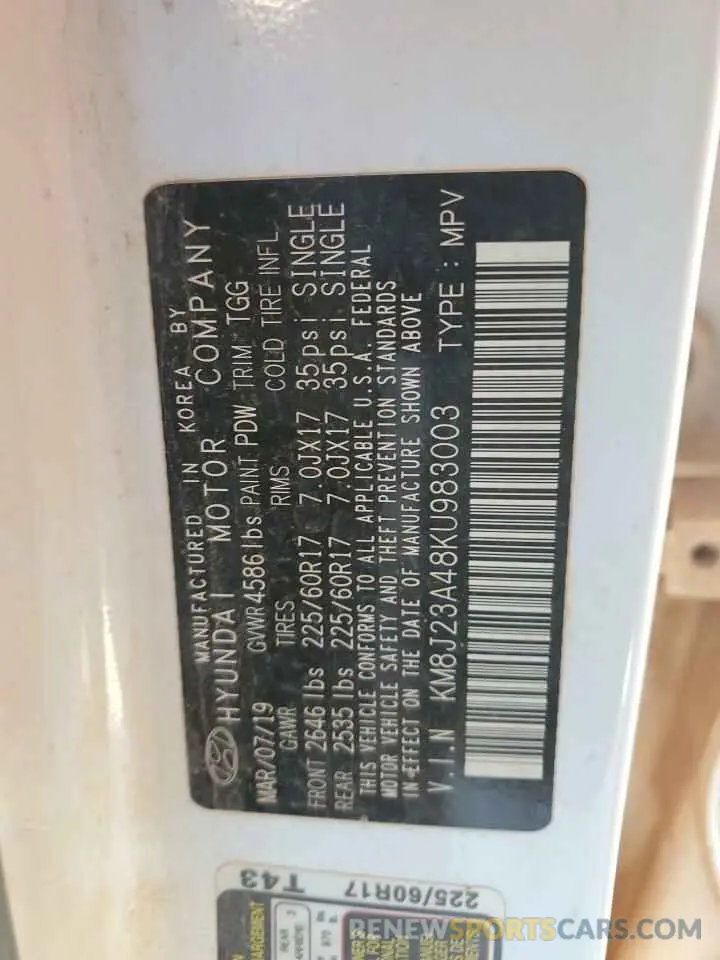 MANUFACTURED IN KOREA BY
HYUNDAI MOTOR COMPANY
MAR/07/19 GVWR 4586lbs PAINT PDW TRIM TGG
GAWR TIRES RIMS COLD TIRE INFL
FRONT 2646 lbs 225/60R17 7.0JX17 35psi SINGLE
REAR 2535 lbs 225/60R17 7.0JX17 35psi SINGLE
THIS VEHICLE CONFORMS TO ALL APPLICABLE U.S.A. FEDERAL
MOTOR VEHICLE SAFETY AND THEFT PREVENTION STANDARDS
IN EFFECT ON THE DATE OF MANUFACTURE SHOWN ABOVE
V.I.N KM8J23A48KU983003 TYPE : MPV
T43
225/60R17
REAR
RENEWSPORTSCARS.COM